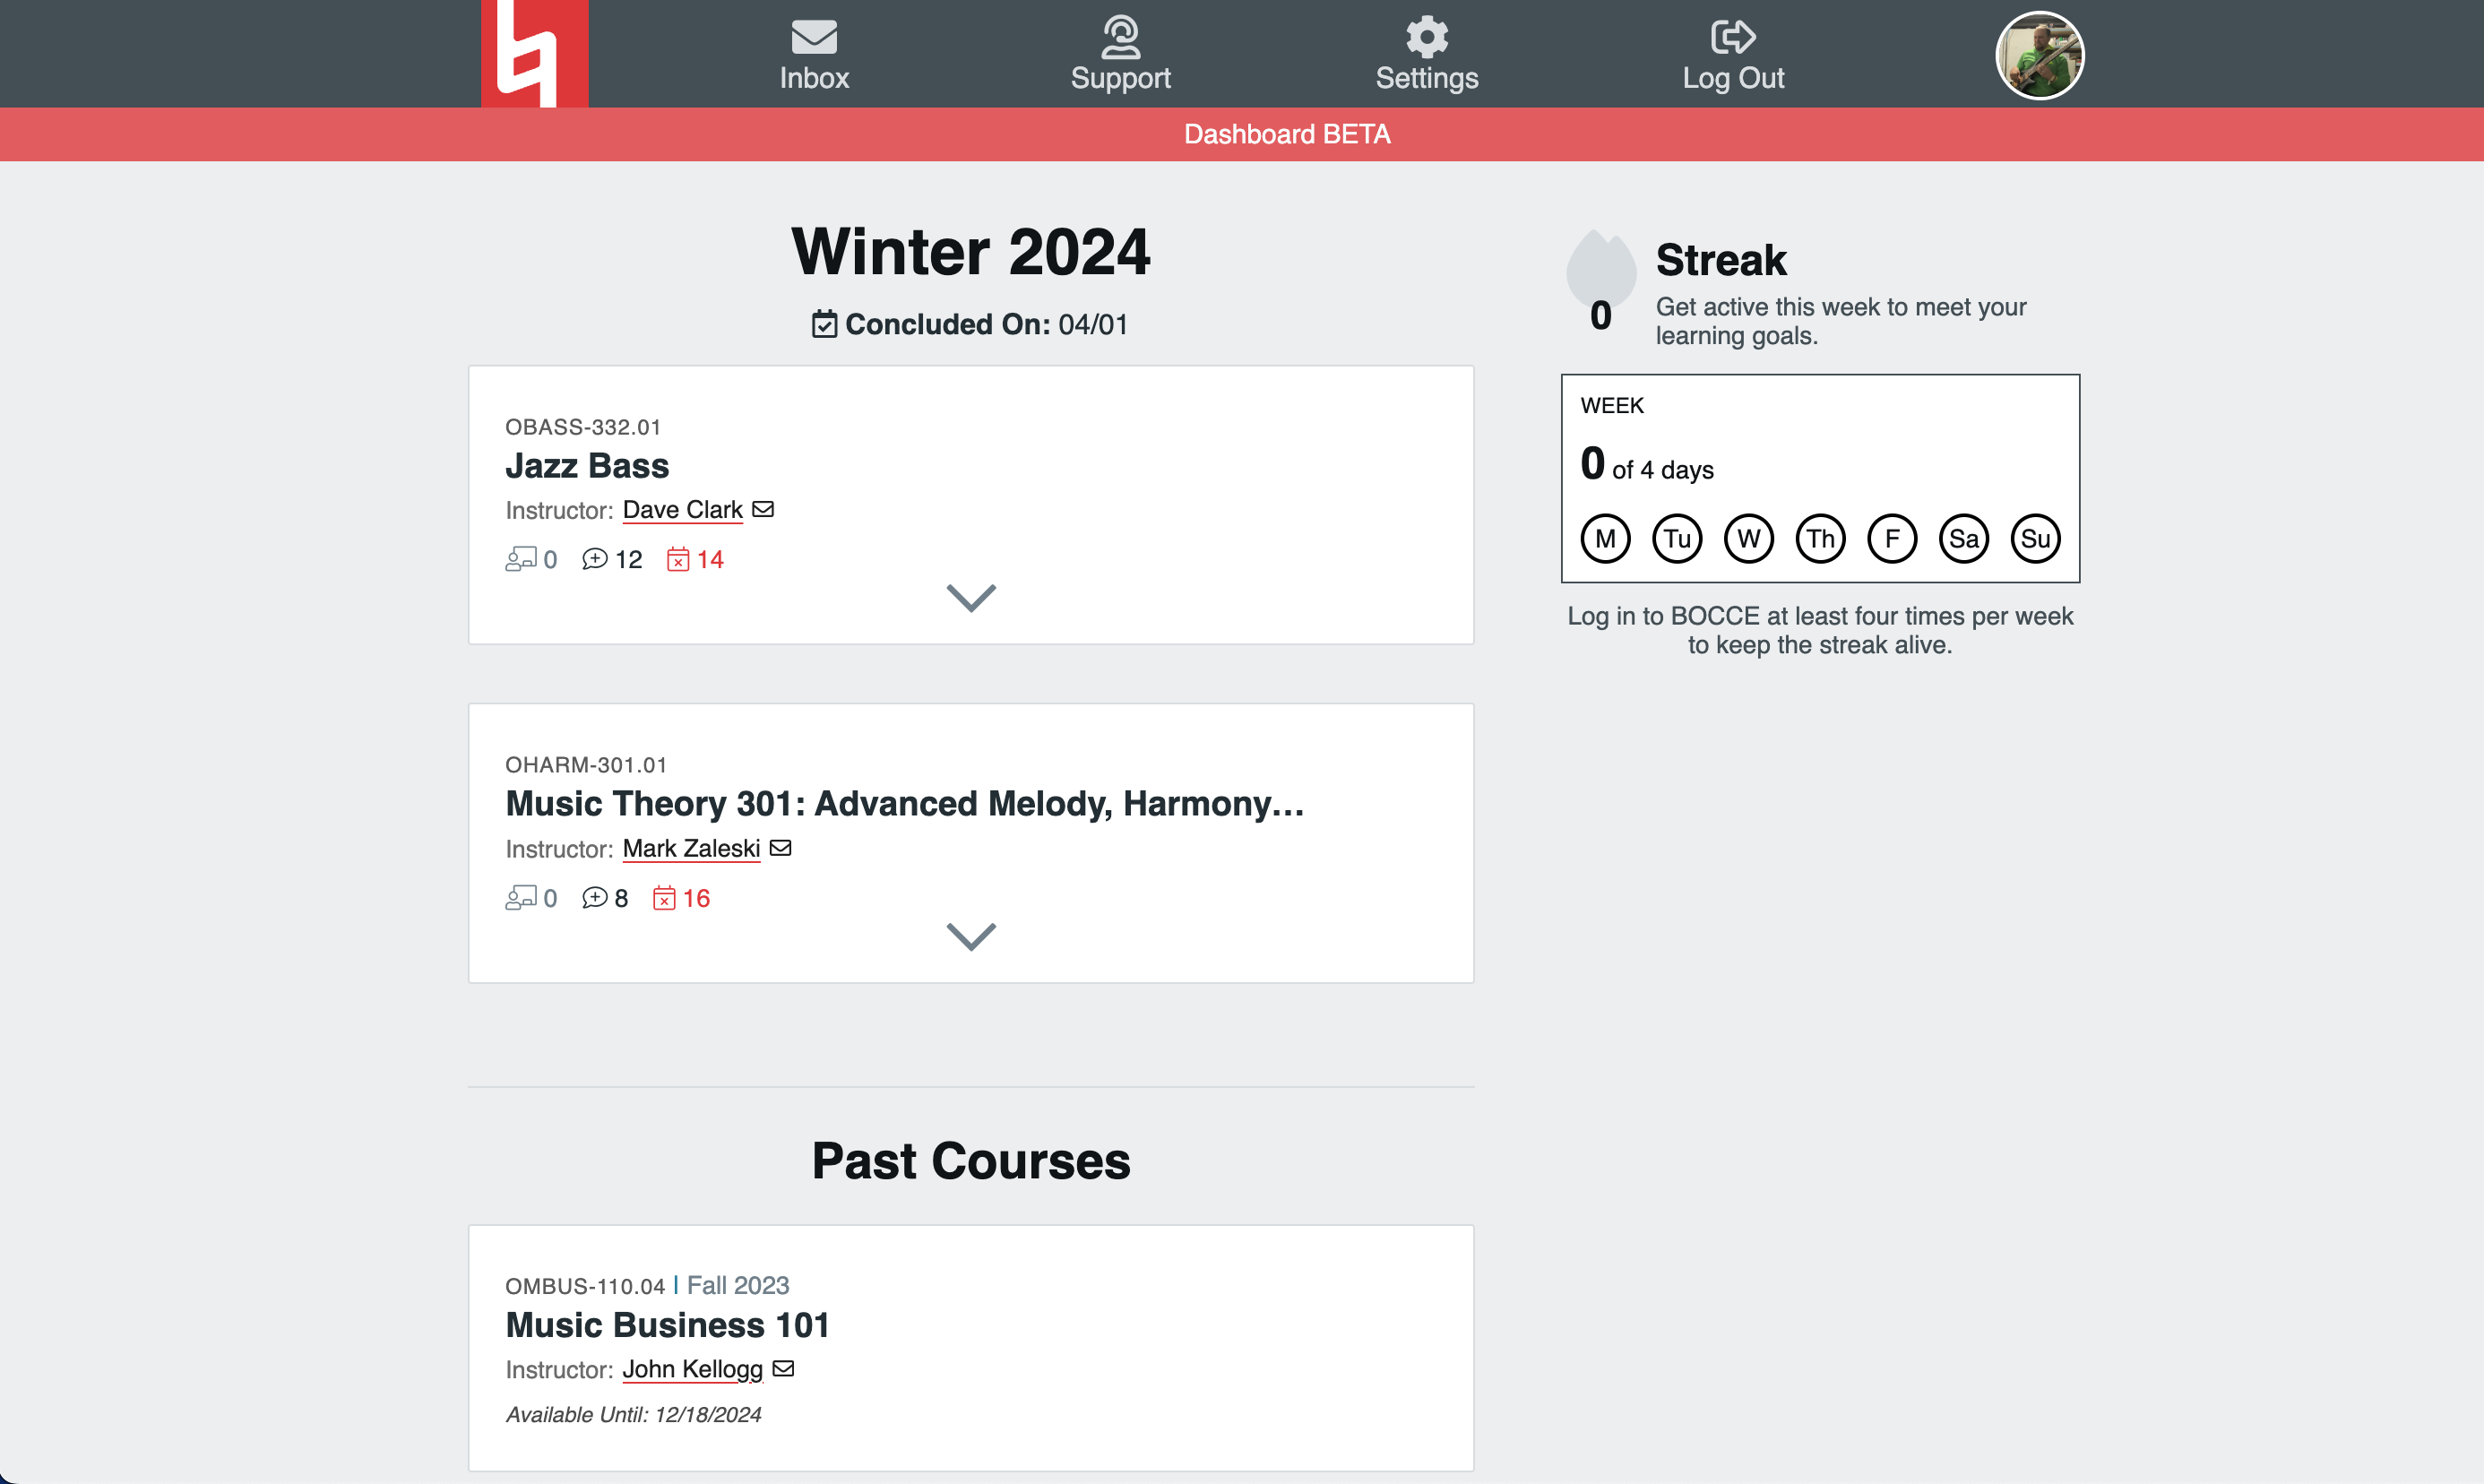 Inbox
Support
Settings
Log Out
Dashboard BETA
Winter 2024
Concluded On: 04/01
OBASS-332.01
Jazz Bass
Instructor: Dave Clark
0 12 14
OHARM-301.01
Music Theory 301: Advanced Melody, Harmony...
Instructor: Mark Zaleski
0 8 16
Past Courses
OMBUS-110.04 | Fall 2023
Music Business 101
Instructor: John Kellogg
Available Until: 12/18/2024
0
Streak
Get active this week to meet your
learning goals.
WEEK
0 of 4 days
M Tu W Th F Sa Su
Log in to BOCCE at least four times per week
to keep the streak alive.